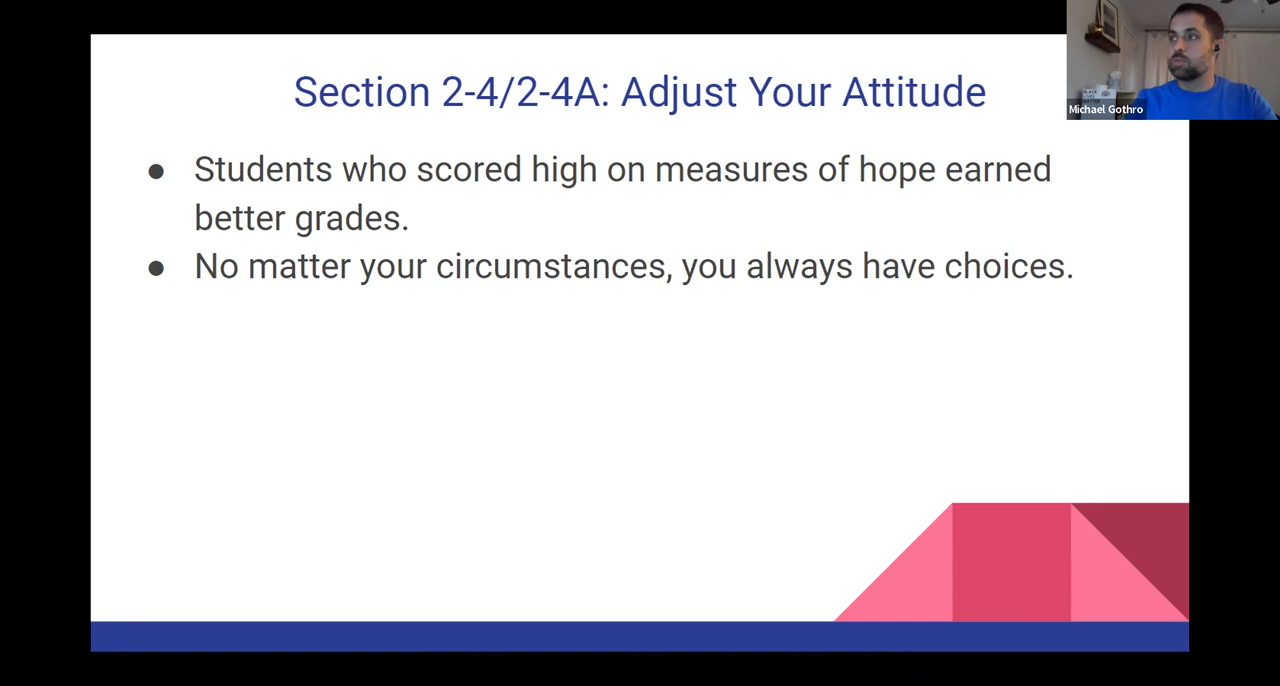 Section 2-4/2-4A: Adjust Your Attitude
Michael Gothro
● Students who scored high on measures of hope earned
better grades.
● No matter your circumstances, you always have choices.